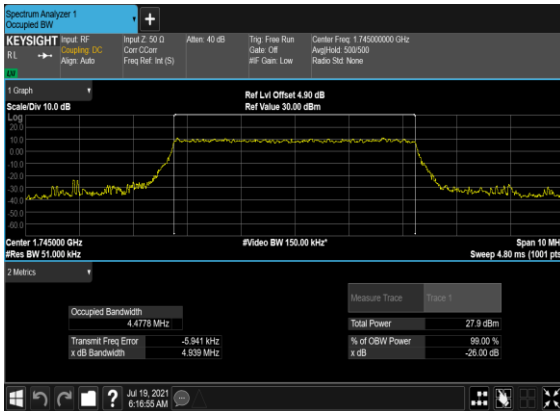 Spectrum Analyzer 1
Occupied BW
KEYSIGHT
RL
Input: RF
Coupling: DC
Align: Auto
Input Z: 50 Ω
Corr CCorr
Freq Ref: Int (S)
Atten: 40 dB
Trig: Free Run
Gate: Off
#IF Gain: Low
Center Freq: 1.745000000 GHz
Avg|Hold: 500/500
Radio Std: None
1 Graph
Scale/Div 10.0 dB
Ref Lvl Offset 4.90 dB
Ref Value 30.00 dBm
Log
20.0
10.0
0.00
-10.0
-20.0
-30.0
-40.0
-50.0
-60.0
Center 1.745000 GHz
#Res BW 51.000 kHz
#Video BW 150.00 kHz*
Span 10 MH
Sweep 4.80 ms (1001 pts
2 Metrics
Measure Trace
Trace 1
Occupied Bandwidth
4.4778 MHz
Total Power
27.9 dBm
Transmit Freq Error
-5.941 kHz
% of OBW Power
99.00 %
x dB Bandwidth
4.939 MHz
x dB
-26.00 dB
Jul 19, 2021
6:16:55 AM